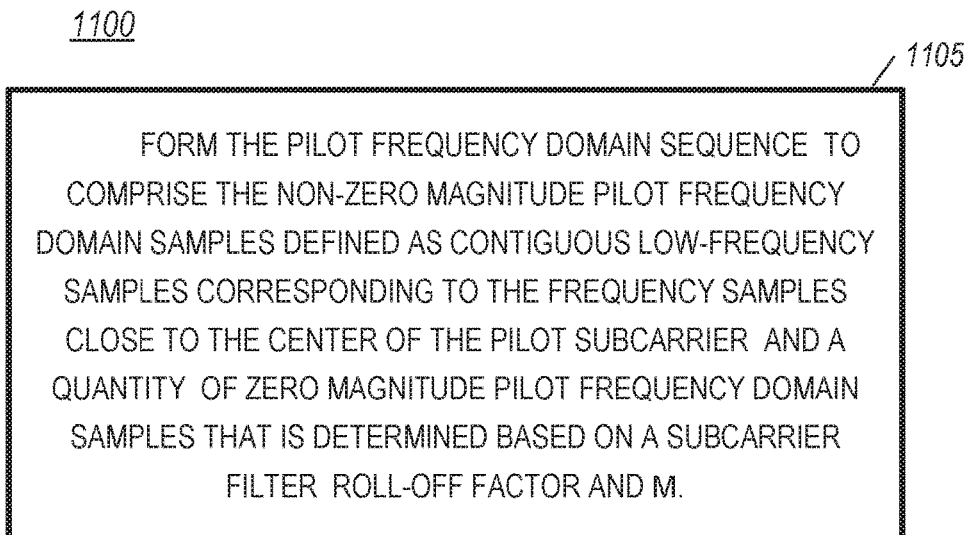 1100
1105
FORM THE PILOT FREQUENCY DOMAIN SEQUENCE TO
COMPRISE THE NON-ZERO MAGNITUDE PILOT FREQUENCY
DOMAIN SAMPLES DEFINED AS CONTIGUOUS LOW-FREQUENCY
SAMPLES CORRESPONDING TO THE FREQUENCY SAMPLES
CLOSE TO THE CENTER OF THE PILOT SUBCARRIER AND A
QUANTITY OF ZERO MAGNITUDE PILOT FREQUENCY DOMAIN
SAMPLES THAT IS DETERMINED BASED ON A SUBCARRIER
FILTER ROLL-OFF FACTOR AND M.